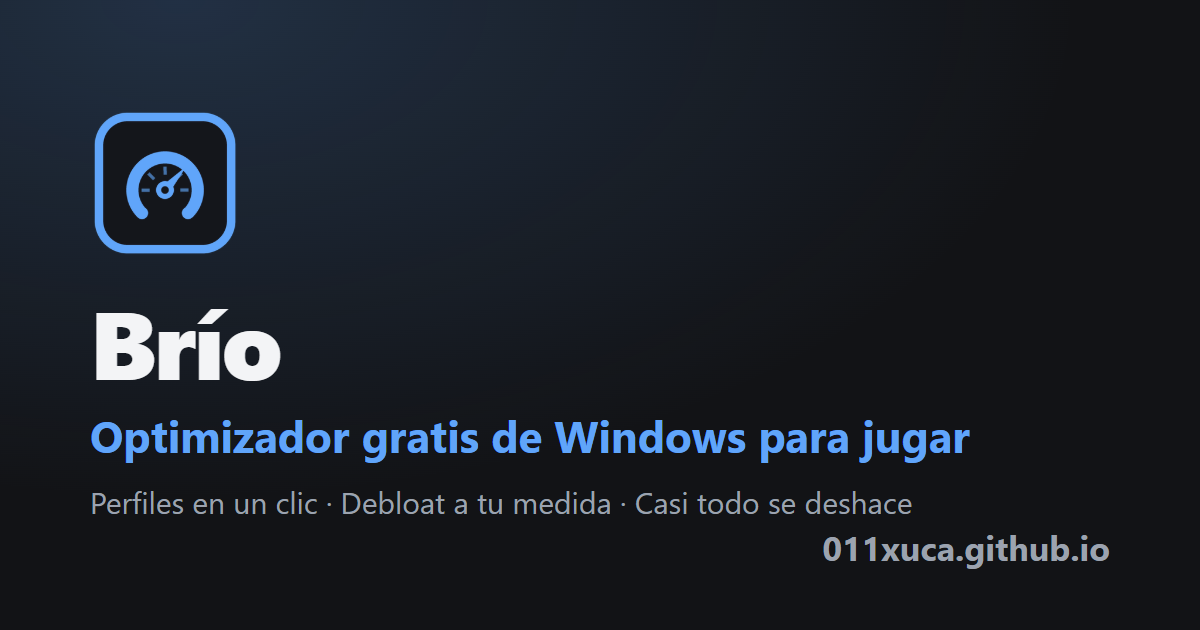 Brío
Optimizador gratis de Windows para jugar
Perfiles en un clic · Debloat a tu medida · Casi todo se deshace
011xuca.github.io